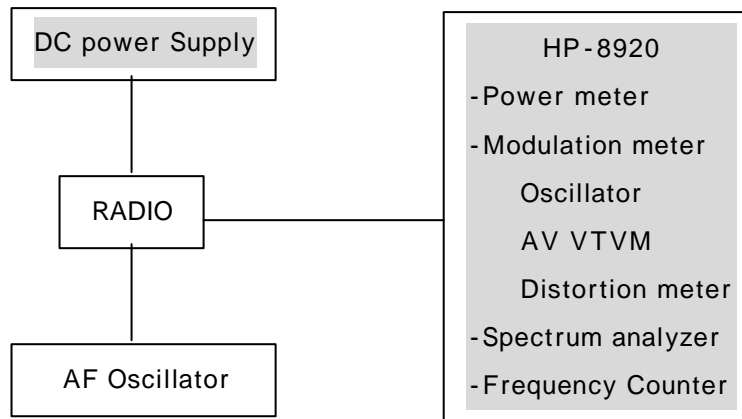 DC power Supply
RADIO
AF Oscillator
HP-8920
-Power meter
-Modulation meter
Oscillator
AV VTVM
Distortion meter
-Spectrum analyzer
-Frequency Counter